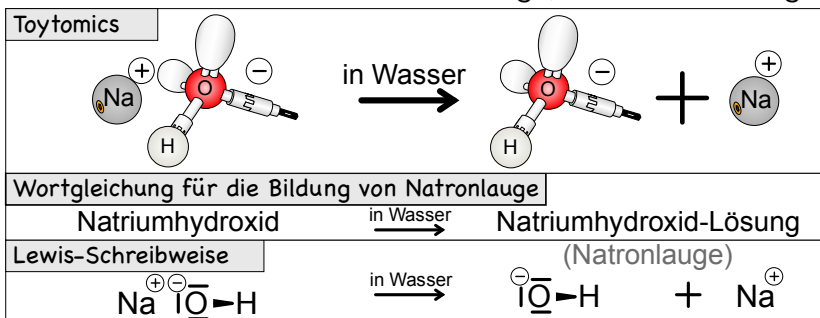 Toytomics
Na + O − H in Wasser O − H + Na +
Wortgleichung für die Bildung von Natronlauge
Natriumhydroxid in Wasser Natriumhydroxid-Lösung
Lewis-Schreibweise (Natronlauge)
Na⊕ ⊖|O̲̅–H in Wasser ⊖|O̲̅–H + Na⊕